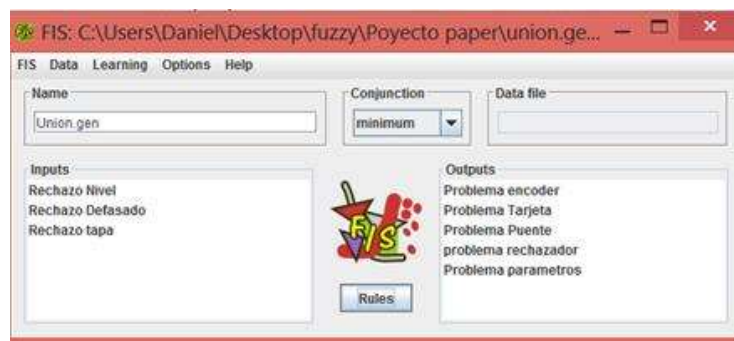 FIS: C:\Users\Daniel\Desktop\fuzzy\Poyecto paper\union.ge...
FIS Data Learning Options Help
Name
Union.gen
Conjunction
minimum
Data file
Inputs
Rechazo Nivel
Rechazo Defasado
Rechazo tapa
FIS
Rules
Outputs
Problema encoder
Problema Tarjeta
Problema Puente
problema rechazador
Problema parametros